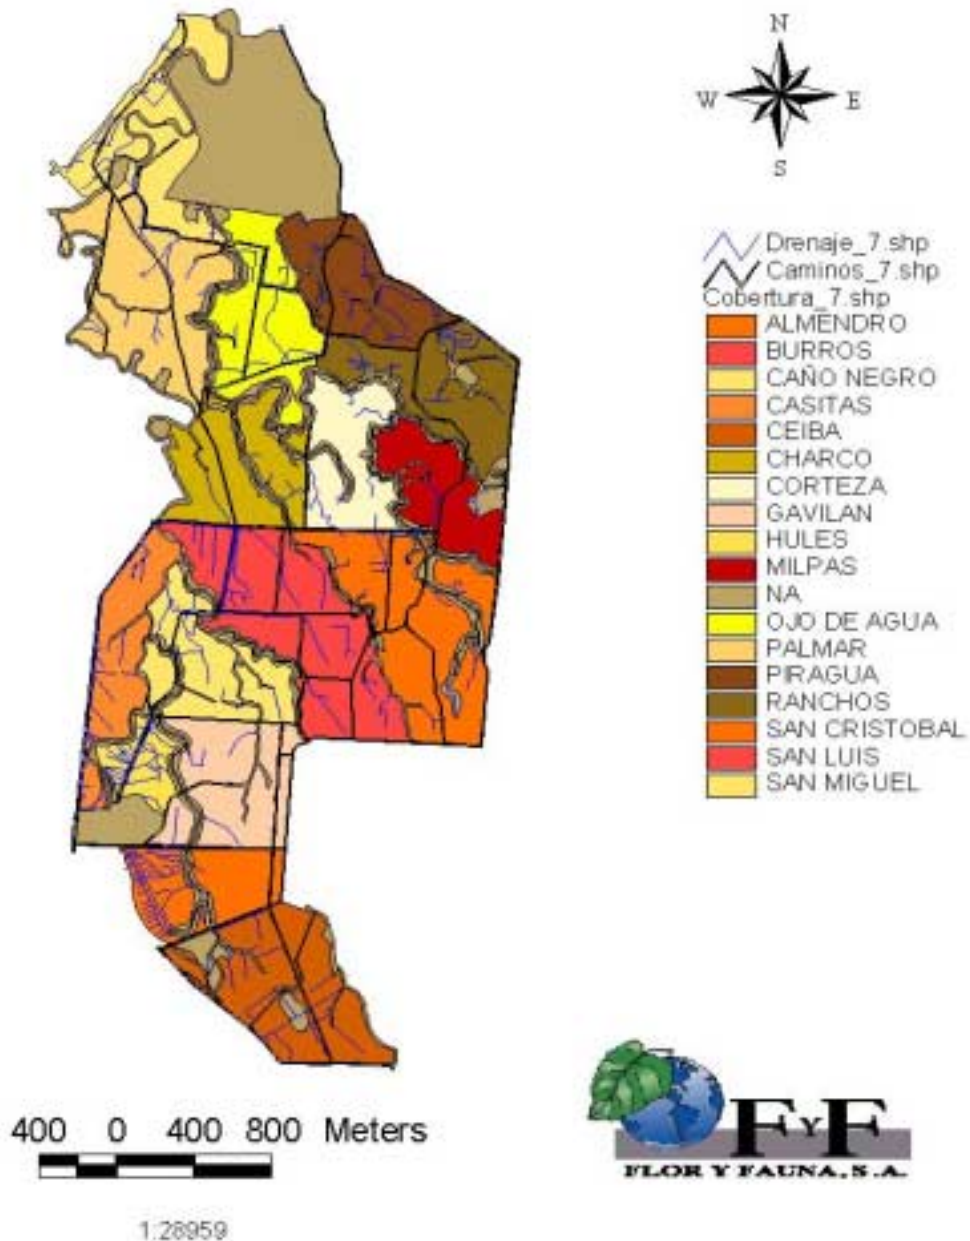 N
W E
S
Drenaje_7.shp
Caminos_7.shp
Cobertura_7.shp
ALMENDRO
BURROS
CAÑO NEGRO
CASITAS
CEIBA
CHARCO
CORTEZA
GAVILAN
HULES
MILPAS
NA
OJO DE AGUA
PALMAR
PIRAGUA
RANCHOS
SAN CRISTOBAL
SAN LUIS
SAN MIGUEL
400 0 400 800 Meters
1:28959
F Y F
FLOR Y FAUNA, S.A.